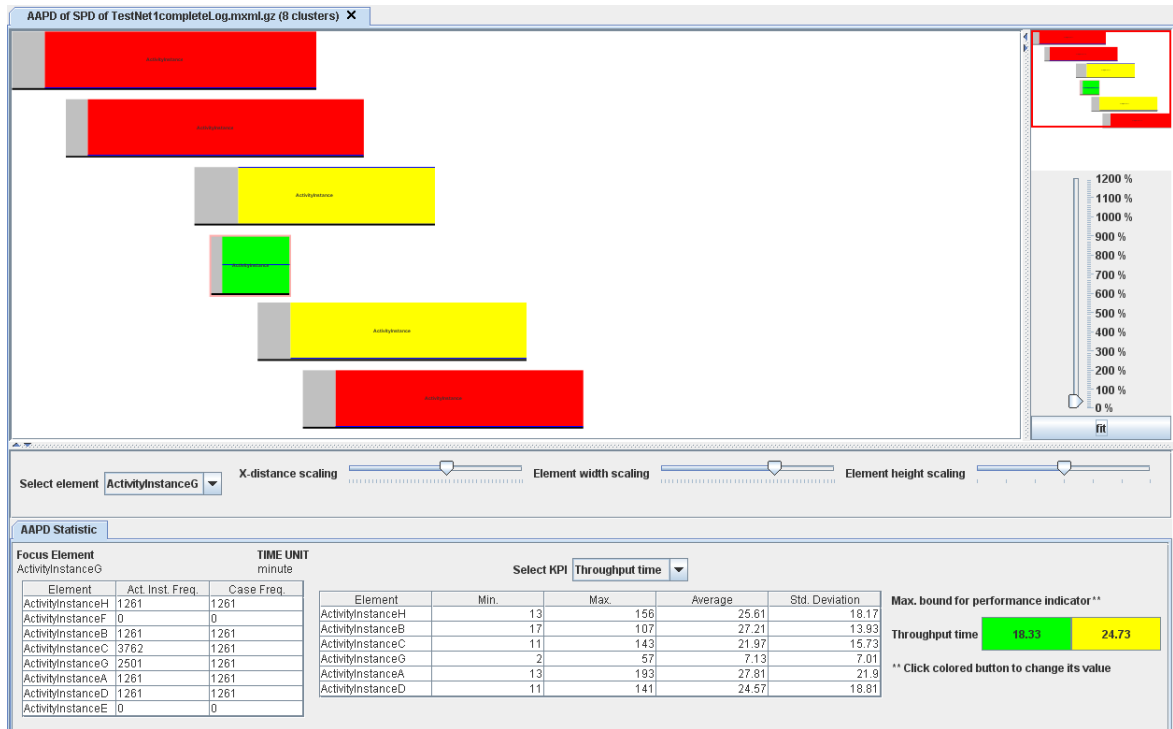 AAPD of SPD of TestNet1completeLog.mxml.gz (8 clusters) ✕
ActivityInstance
ActivityInstance
ActivityInstance
ActivityInstance
ActivityInstance
ActivityInstance
1200 %
1100 %
1000 %
900 %
800 %
700 %
600 %
500 %
400 %
300 %
200 %
100 %
0 %
fit
Select element ActivityInstanceG X-distance scaling Element width scaling Element height scaling
AAPD Statistic
Focus Element TIME UNIT
ActivityInstanceG minute
Select KPI Throughput time
Element Act. Inst. Freq. Case Freq.
ActivityInstanceH 1261 1261
ActivityInstanceF 0 0
ActivityInstanceB 1261 1261
ActivityInstanceC 3762 1261
ActivityInstanceG 2501 1261
ActivityInstanceA 1261 1261
ActivityInstanceD 1261 1261
ActivityInstanceE 0 0
Element Min. Max. Average Std. Deviation
ActivityInstanceH 13 156 25.61 18.17
ActivityInstanceB 17 107 27.21 13.93
ActivityInstanceC 11 143 21.97 15.73
ActivityInstanceG 2 57 7.13 7.01
ActivityInstanceA 13 193 27.81 21.9
ActivityInstanceD 11 141 24.57 18.81
Max. bound for performance indicator**
Throughput time 18.33 24.73
** Click colored button to change its value